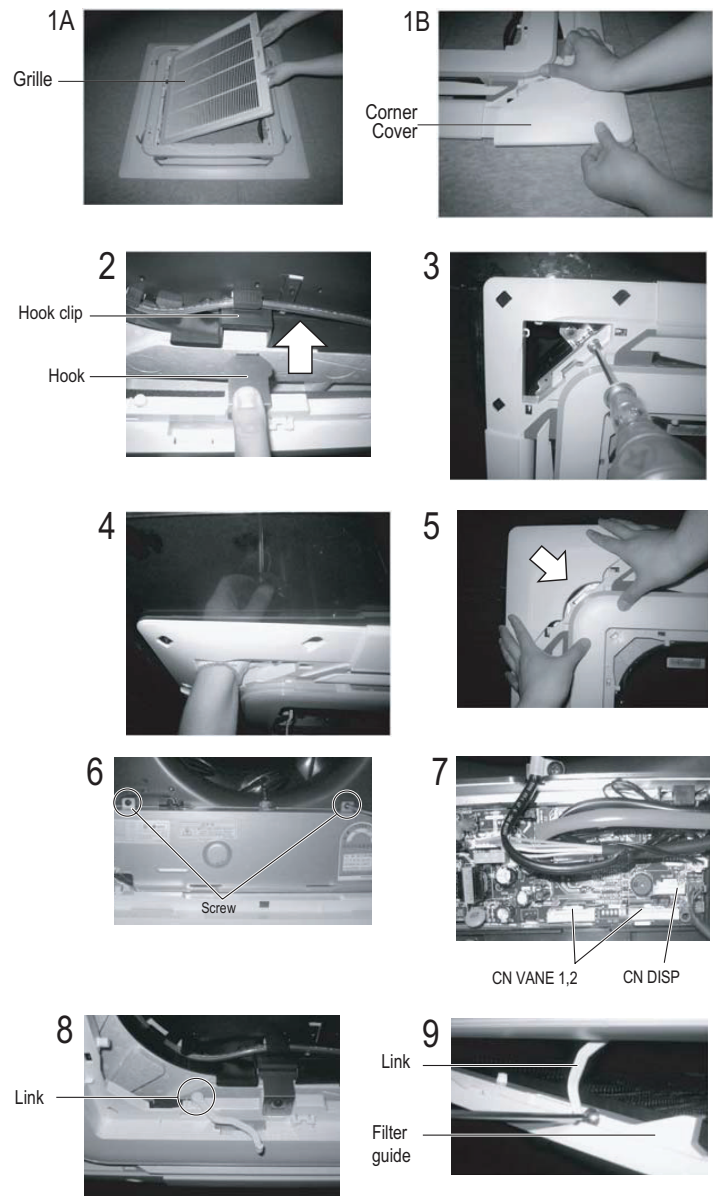 1A
1B
Grille
Corner
Cover
2
3
Hook clip
Hook
4
5
6
7
Screw
CN VANE 1,2
CN DISP
8
9
Link
Link
Filter
guide